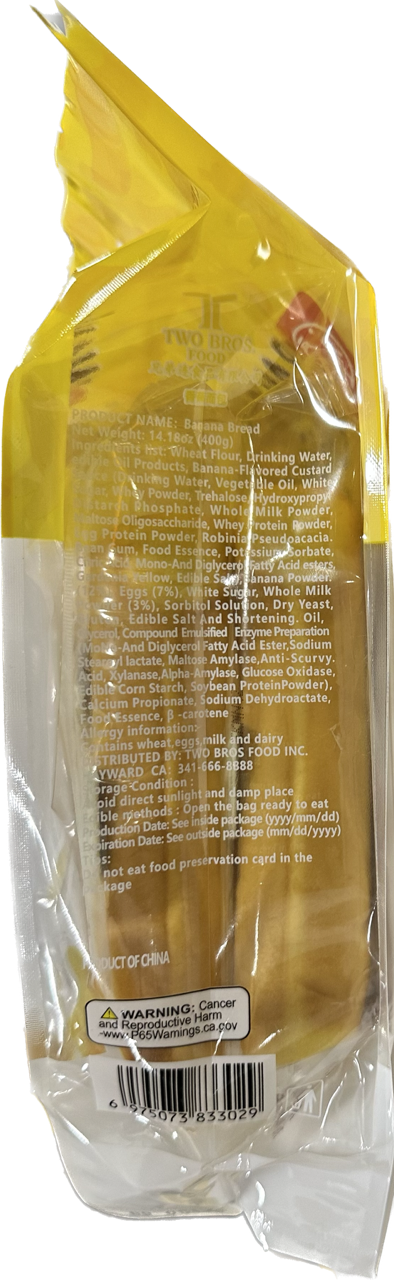 TWO BROS.
FOOD
PRODUCT NAME: Banana Bread
Net Weight: 14.18oz (400g)
Ingredients list: Wheat Flour, Drinking Water,
Oil Products, Banana-Flavored Custard
(Drinking Water, Vegetable Oil, White
Whey Powder, Trehalose, Hydroxypropyl
Starch Phosphate, Whole Milk Powder,
Maltose Oligosaccharide, Whey Protein Powder,
Egg Protein Powder, Robinia Pseudoacacia
Gum, Food Essence, Potassium Sorbate,
Mono-And Diglycerol Fatty Acid esters,
Yellow, Edible Salt), Banana Powder
Eggs (7%), White Sugar, Whole Milk
(3%), Sorbitol Solution, Dry Yeast,
Edible Salt And Shortening. Oil,
Glycerol, Compound Emulsified Enzyme Preparation
(Mono-And Diglycerol Fatty Acid Ester,Sodium
Stearoyl lactate, Maltose Amylase,Anti-Scurvy.
Acid, Xylanase,Alpha-Amylase, Glucose Oxidase,
Edible Corn Starch, Soybean ProteinPowder),
Calcium Propionate, Sodium Dehydroactate,
Food Essence, β -carotene
Allergy information:
Contains wheat,eggs,milk and dairy
DISTRIBUTED BY: TWO BROS FOOD INC.
HAYWARD CA: 341-666-8888
Storage Condition :
Avoid direct sunlight and damp place
Edible methods : Open the bag ready to eat
Production Date: See inside package (yyyy/mm/dd)
Expiration Date: See outside package (mm/dd/yyyy)
Tips:
Do not eat food preservation card in the
package
PRODUCT OF CHINA
WARNING: Cancer
and Reproductive Harm
-www.P65Warnings.ca.gov
6 975073 833029